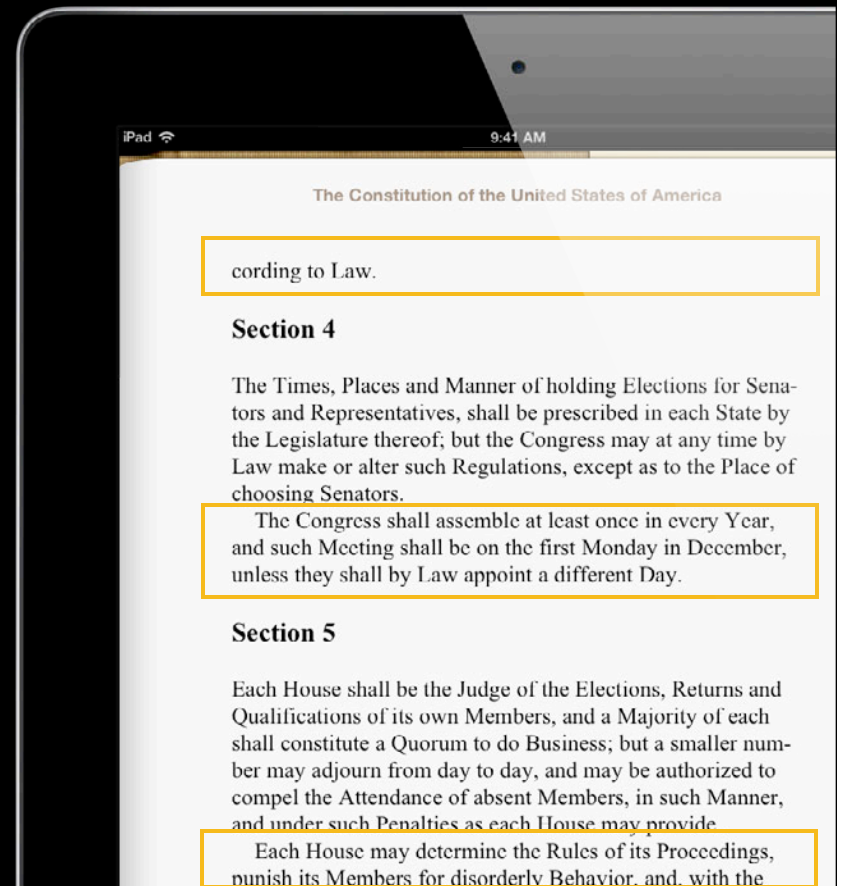 iPad
9:41 AM
The Constitution of the United States of America
cording to Law.
Section 4
The Times, Places and Manner of holding Elections for Sena-
tors and Representatives, shall be prescribed in each State by
the Legislature thereof; but the Congress may at any time by
Law make or alter such Regulations, except as to the Place of
choosing Senators.
The Congress shall assemble at least once in every Year,
and such Meeting shall be on the first Monday in December,
unless they shall by Law appoint a different Day.
Section 5
Each House shall be the Judge of the Elections, Returns and
Qualifications of its own Members, and a Majority of each
shall constitute a Quorum to do Business; but a smaller num-
ber may adjourn from day to day, and may be authorized to
compel the Attendance of absent Members, in such Manner,
and under such Penalties as each House may provide
Each House may determine the Rules of its Proceedings,
punish its Members for disorderly Behavior, and, with the